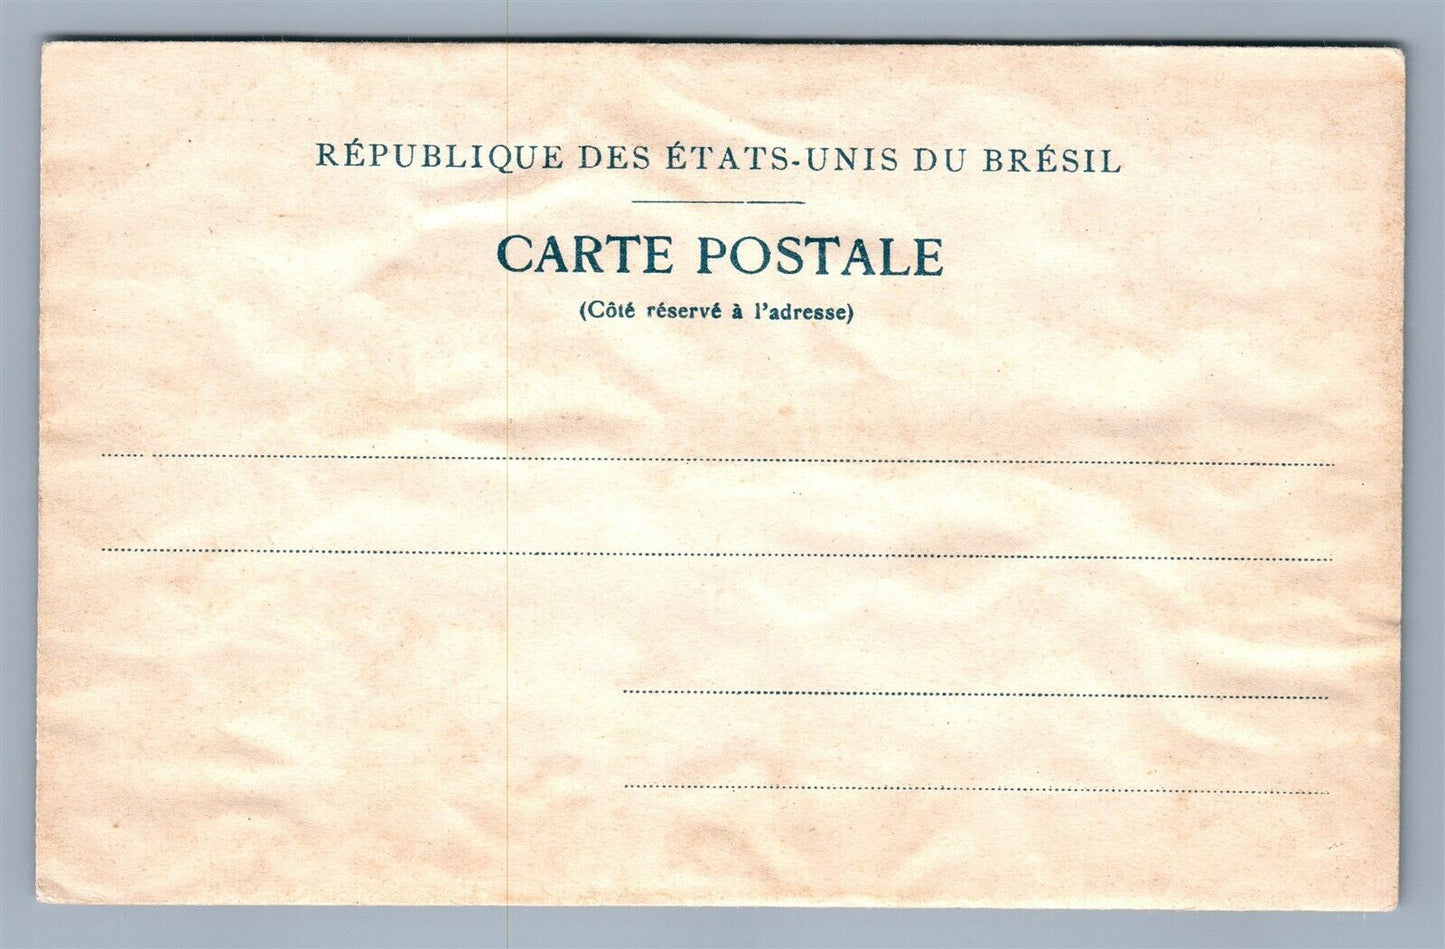 RÉPUBLIQUE DES ÉTATS-UNIS DU BRÉSIL
CARTE POSTALE
(Côté réservé à l'adresse)